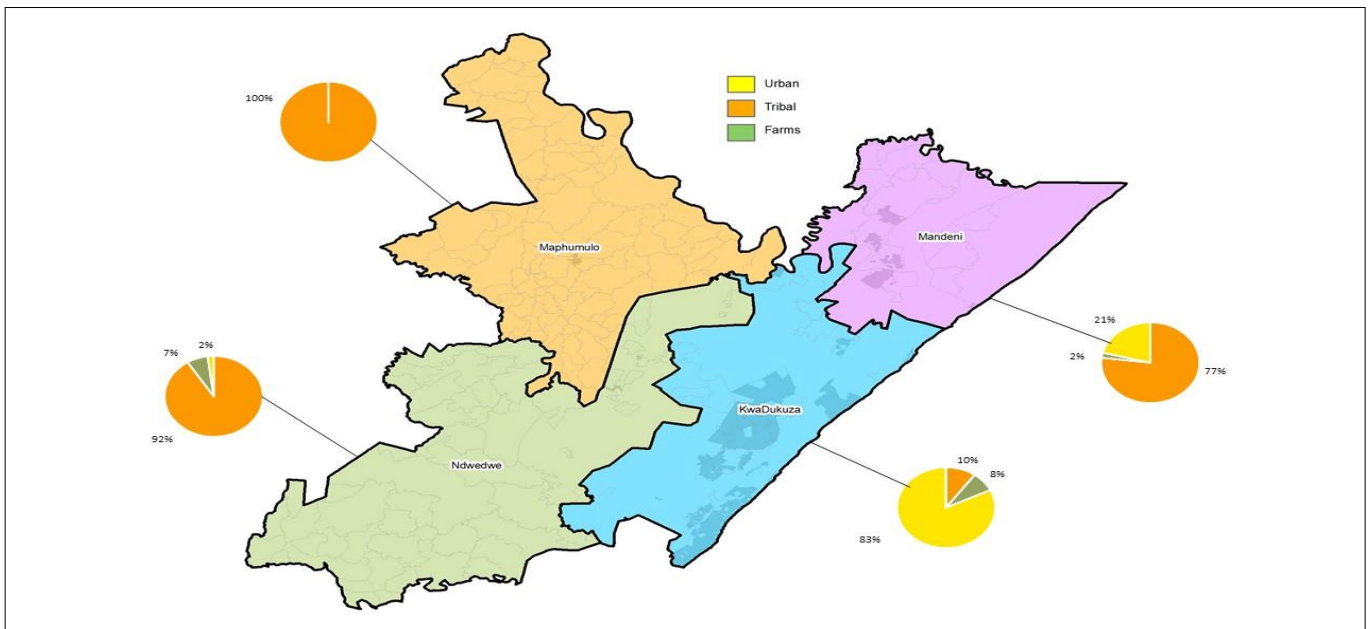 Urban
100%
Tribal
Farms
Mandeni
Maphumulo
21%
2%
77%
7%
2%
KwaDukuza
92%
Ndwedwe
10%
8%
83%